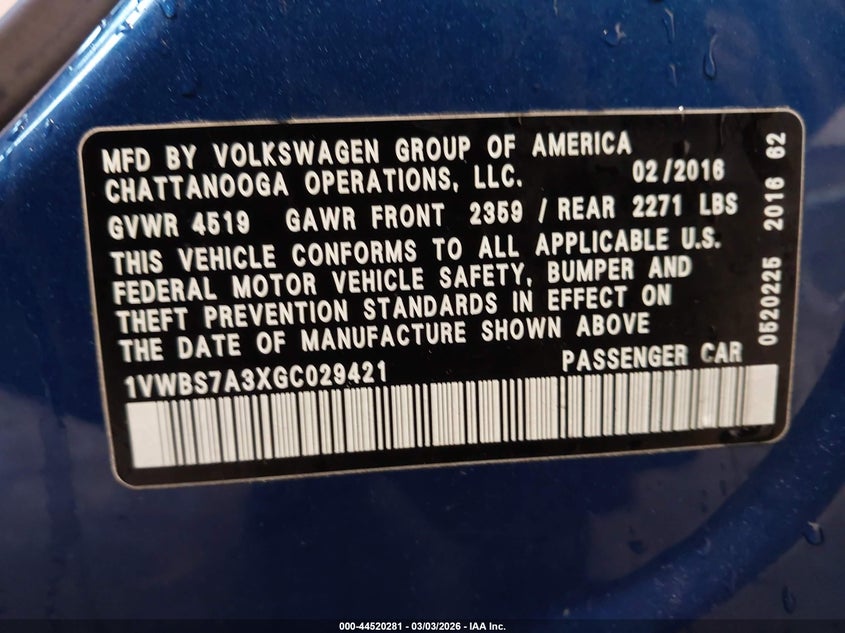 MFD BY VOLKSWAGEN GROUP OF AMERICA
CHATTANOOGA OPERATIONS, LLC. 02/2016
GVWR 4519 GAWR FRONT 2359 / REAR 2271 LBS
THIS VEHICLE CONFORMS TO ALL APPLICABLE U.S.
FEDERAL MOTOR VEHICLE SAFETY, BUMPER AND
THEFT PREVENTION STANDARDS IN EFFECT ON
THE DATE OF MANUFACTURE SHOWN ABOVE
1VWBS7A3XGC029421 PASSENGER CAR
0520225 2016 62
000-44520281 - 03/03/2026 - IAA Inc.